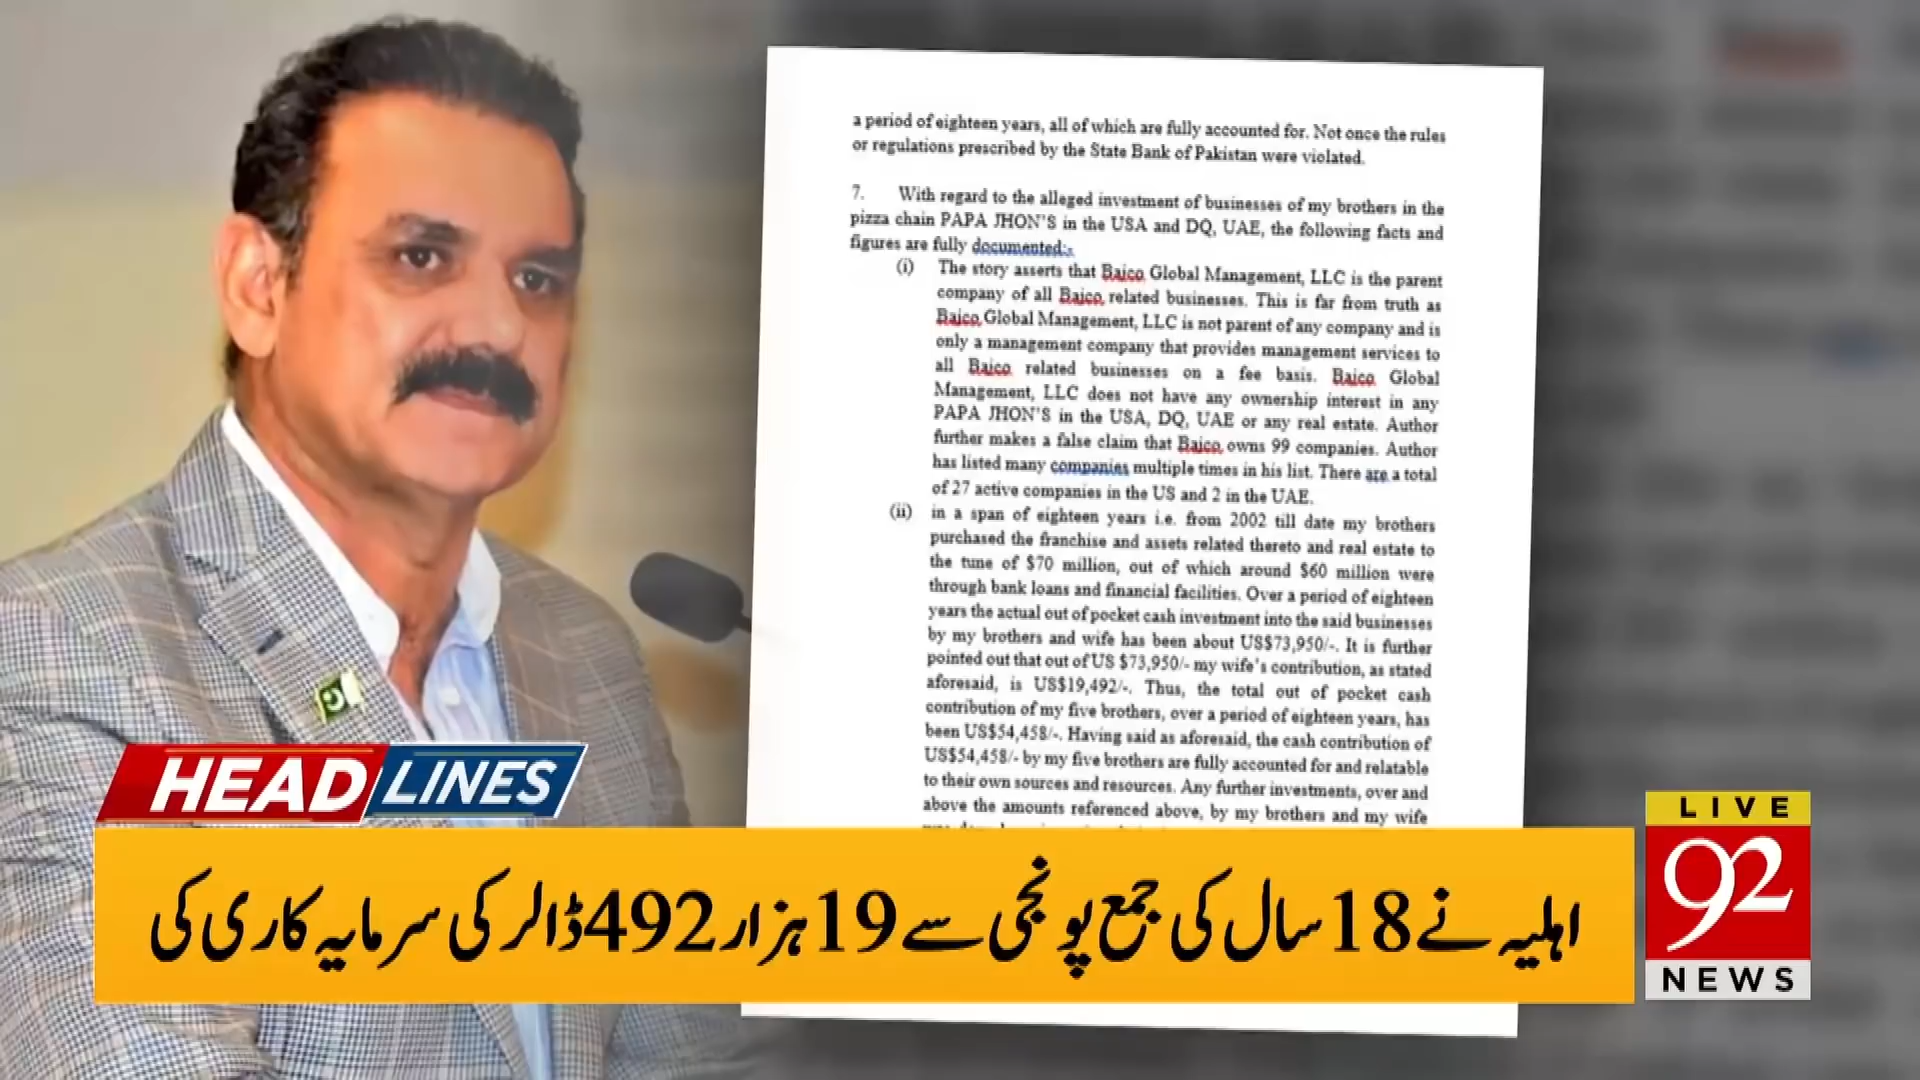 a period of eighteen years, all of which are fully accounted for. Not once the rules
or regulations prescribed by the State Bank of Pakistan were violated.
7. With regard to the alleged investment of businesses of my brothers in the
pizza chain PAPA JHON'S in the USA and DQ, UAE, the following facts and
figures are fully documented:-
(i) The story asserts that Bajco Global Management, LLC is the parent
company of all Bajco related businesses. This is far from truth as
Bajco Global Management, LLC is not parent of any company and is
only a management company that provides management services to
all Bajco related businesses on a fee basis. Bajco Global
Management, LLC does not have any ownership interest in any
PAPA JHON'S in the USA, DQ, UAE or any real estate. Author
further makes a false claim that Bajco owns 99 companies. Author
has listed many companies multiple times in his list. There are a total
of 27 active companies in the US and 2 in the UAE.
(ii) in a span of eighteen years i.e. from 2002 till date my brothers
purchased the franchise and assets related thereto and real estate to
the tune of $70 million, out of which around $60 million were
through bank loans and financial facilities. Over a period of eighteen
years the actual out of pocket cash investment into the said businesses
by my brothers and wife has been about US$73,950/-. It is further
pointed out that out of US $73,950/- my wife's contribution, as stated
aforesaid, is US$19,492/-. Thus, the total out of pocket cash
contribution of my five brothers, over a period of eighteen years, has
been US$54,458/-. Having said as aforesaid, the cash contribution of
US$54,458/- by my five brothers are fully accounted for and relatable
to their own sources and resources. Any further investments, over and
above the amounts referenced above, by my brothers and my wife
HEADLINES
اہلیہ نے 18 سال کی جمع پونجی سے 19 ہزار 492 ڈالر کی سرمایہ کاری کی
LIVE
92
NEWS